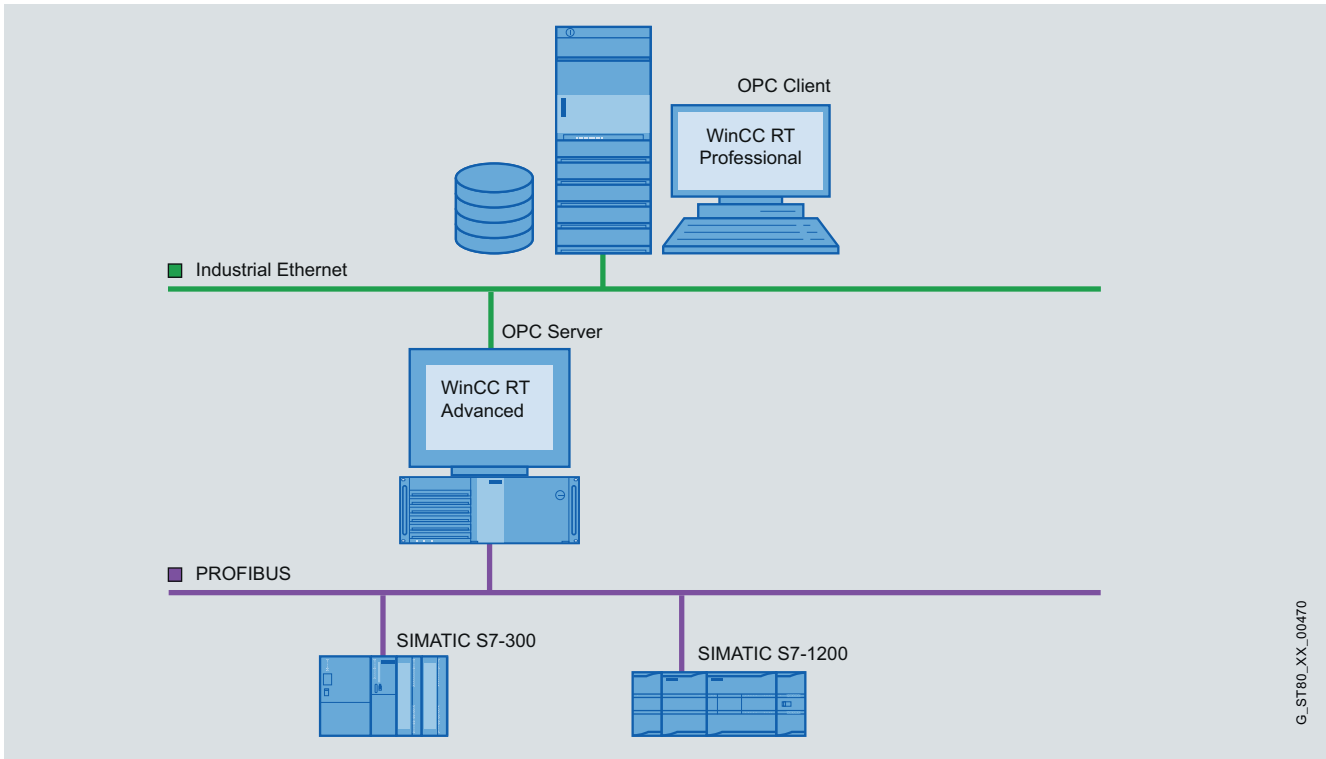 OPC Client
WinCC RT
Professional
Industrial Ethernet
OPC Server
WinCC RT
Advanced
PROFIBUS
SIMATIC S7-300
SIMATIC S7-1200
G_ST80_XX_00470